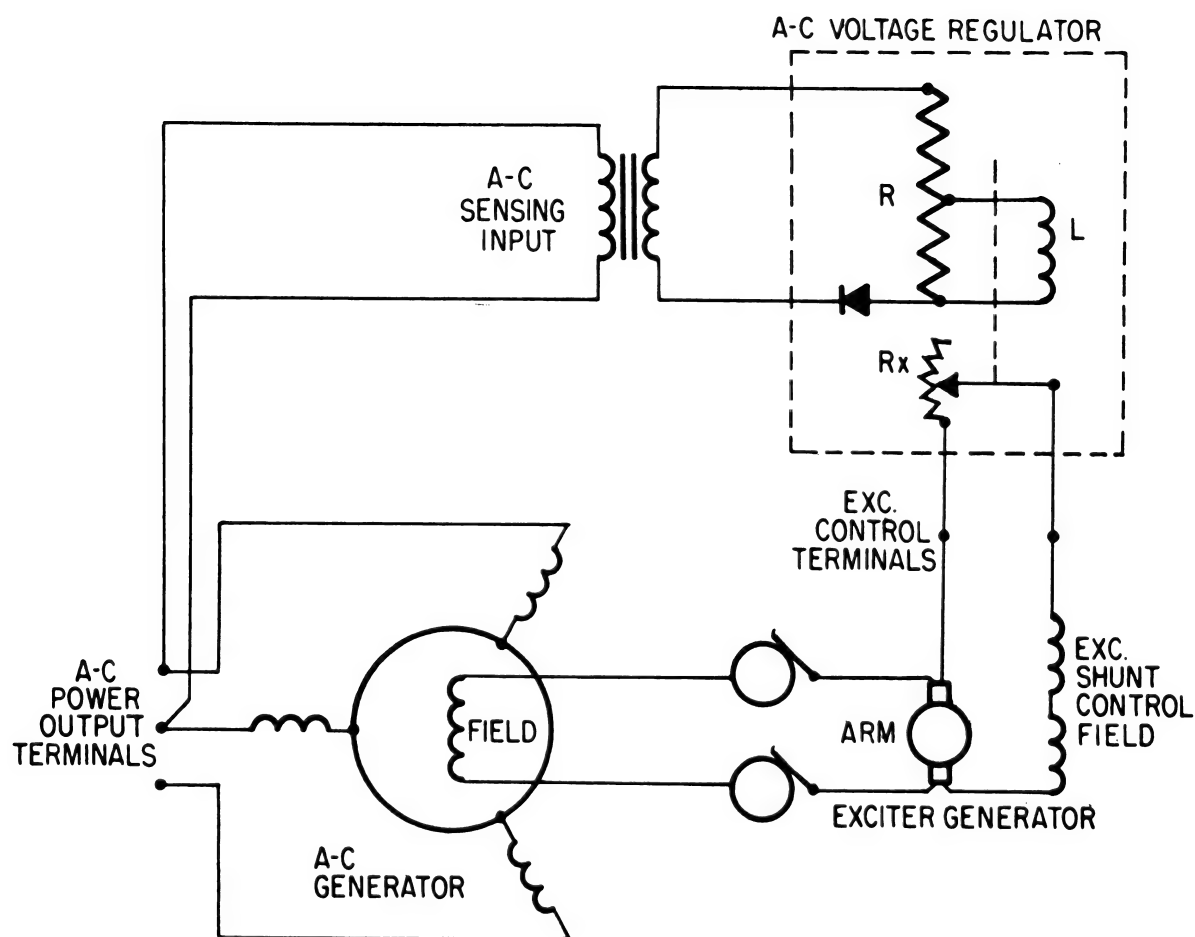 A-C VOLTAGE REGULATOR
A-C
SENSING
INPUT
R
L
Rx
EXC.
CONTROL
TERMINALS
A-C
POWER
OUTPUT
TERMINALS
FIELD
ARM
EXC.
SHUNT
CONTROL
FIELD
EXCITER GENERATOR
A-C
GENERATOR